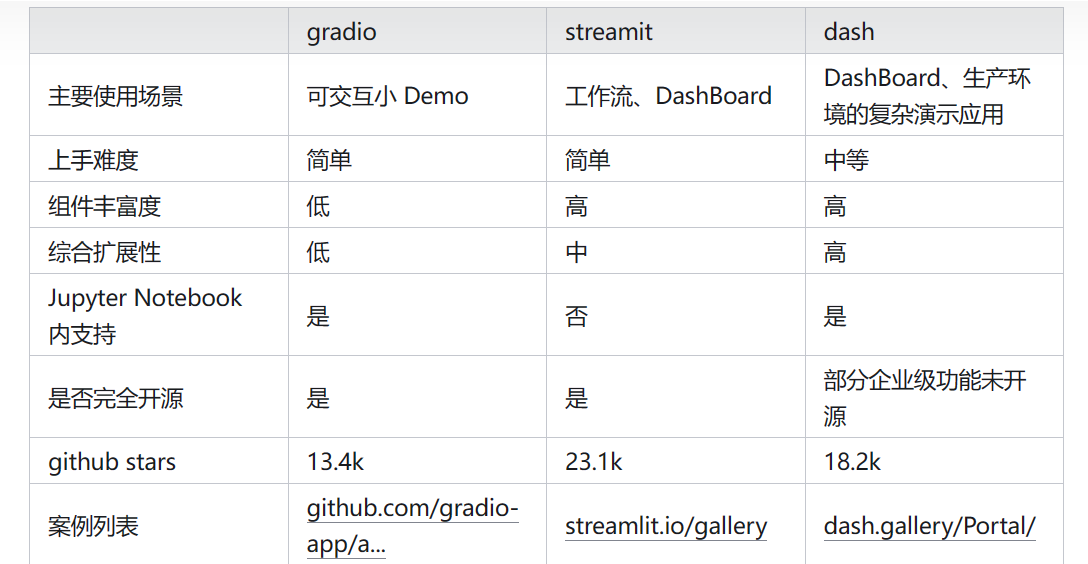 gradio streamit dash
主要使用场景 可交互小 Demo 工作流、DashBoard DashBoard、生产环
境的复杂演示应用
上手难度 简单 简单 中等
组件丰富度 低 高 高
综合扩展性 低 中 高
Jupyter Notebook
内支持 是 否 是
是否完全开源 是 是 部分企业级功能未开
源
github stars 13.4k 23.1k 18.2k
案例列表 github.com/gradio-
app/a... streamlit.io/gallery dash.gallery/Portal/